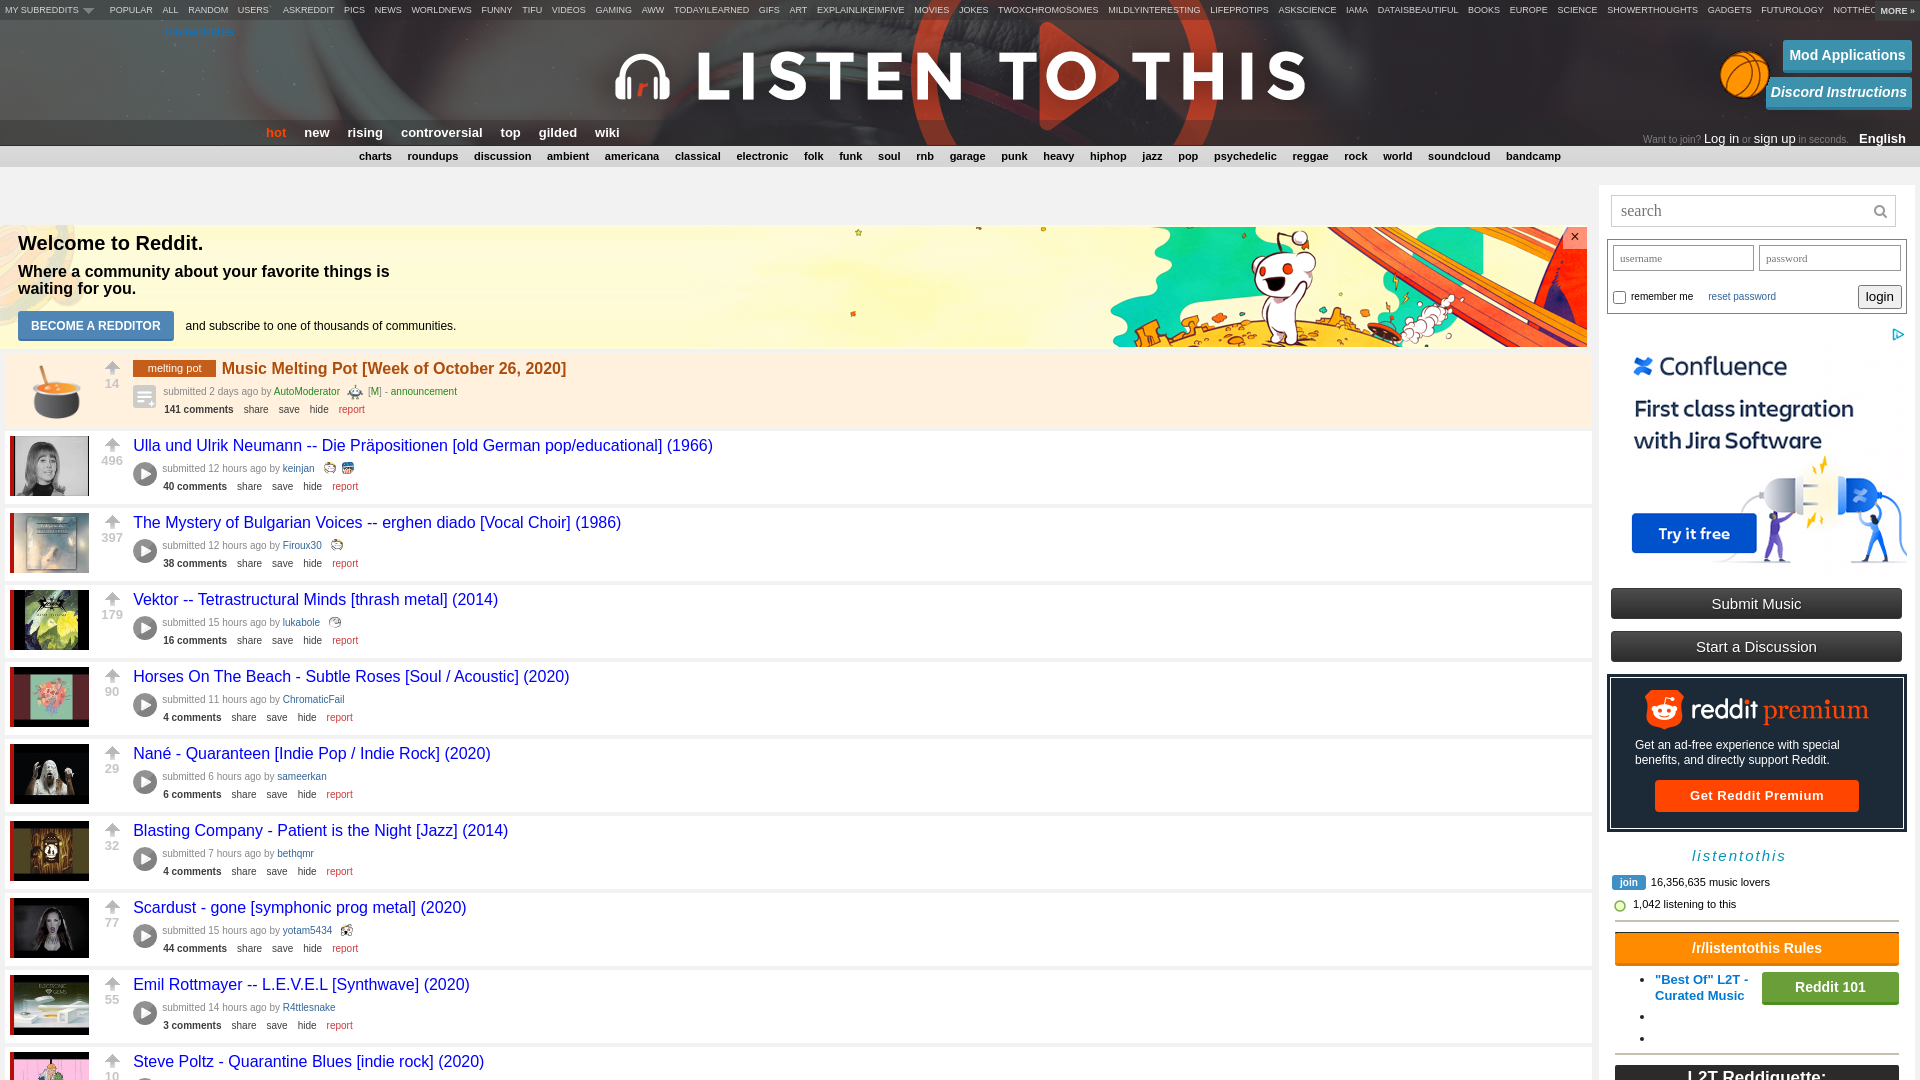 MY SUBREDDITS POPULAR ALL RANDOM USERS ASKREDDIT PICS NEWS WORLDNEWS FUNNY TIFU VIDEOS GAMING AWW TODAYILEARNED GIFS ART EXPLAINLIKEIMFIVE MOVIES JOKES TWOXCHROMOSOMES MILDLYINTERESTING LIFEPROTIPS ASKSCIENCE IAMA DATAISBEAUTIFUL BOOKS EUROPE SCIENCE SHOWERTHOUGHTS GADGETS FUTUROLOGY NOTTHEO MORE »
LISTEN TO THIS
Mod Applications
Discord Instructions
hot new rising controversial top gilded wiki
Want to join? Log in or sign up in seconds. English
charts roundups discussion ambient americana classical electronic folk funk soul rnb garage punk heavy hiphop jazz pop psychedelic reggae rock world soundcloud bandcamp
Welcome to Reddit.
Where a community about your favorite things is
waiting for you.
BECOME A REDDITOR and subscribe to one of thousands of communities.
×
14
melting pot Music Melting Pot [Week of October 26, 2020]
submitted 2 days ago by AutoModerator [M] - announcement
141 comments share save hide report
496
Ulla und Ulrik Neumann -- Die Präpositionen [old German pop/educational] (1966)
submitted 12 hours ago by keinjan
40 comments share save hide report
397
The Mystery of Bulgarian Voices -- erghen diado [Vocal Choir] (1986)
submitted 12 hours ago by Firoux30
38 comments share save hide report
179
Vektor -- Tetrastructural Minds [thrash metal] (2014)
submitted 15 hours ago by lukabole
16 comments share save hide report
90
Horses On The Beach - Subtle Roses [Soul / Acoustic] (2020)
submitted 11 hours ago by ChromaticFail
4 comments share save hide report
29
Nané - Quaranteen [Indie Pop / Indie Rock] (2020)
submitted 6 hours ago by sameerkan
6 comments share save hide report
32
Blasting Company - Patient is the Night [Jazz] (2014)
submitted 7 hours ago by bethqmr
4 comments share save hide report
77
Scardust - gone [symphonic prog metal] (2020)
submitted 15 hours ago by yotam5434
44 comments share save hide report
55
Emil Rottmayer -- L.E.V.E.L [Synthwave] (2020)
submitted 14 hours ago by R4ttlesnake
3 comments share save hide report
10
Steve Poltz - Quarantine Blues [indie rock] (2020)
search
username password
remember me reset password login
Confluence
First class integration
with Jira Software
Try it free
Submit Music
Start a Discussion
reddit premium
Get an ad-free experience with special
benefits, and directly support Reddit.
Get Reddit Premium
listentothis
join 16,356,635 music lovers
1,042 listening to this
/r/listentothis Rules
"Best Of" L2T -
Curated Music
Reddit 101
L2T Reddiquette: